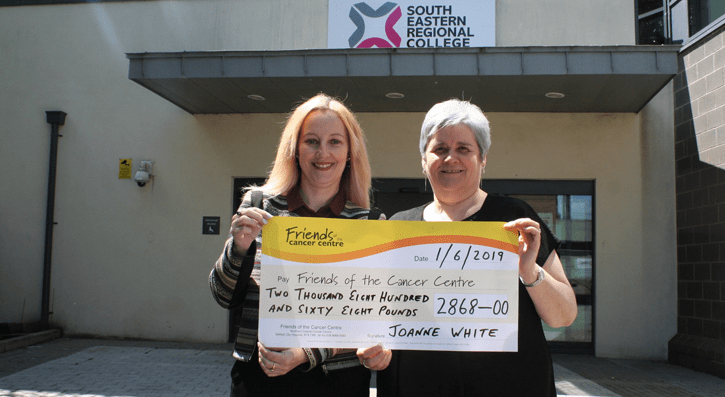 SOUTH
EASTERN
REGIONAL
COLLEGE
Friends of the
cancer centre
Date 1/6/2019
Pay Friends of the Cancer Centre
TWO THOUSAND EIGHT HUNDRED
AND SIXTY EIGHT POUNDS 2868-00
Friends of the Cancer Centre
Signature JOANNE WHITE